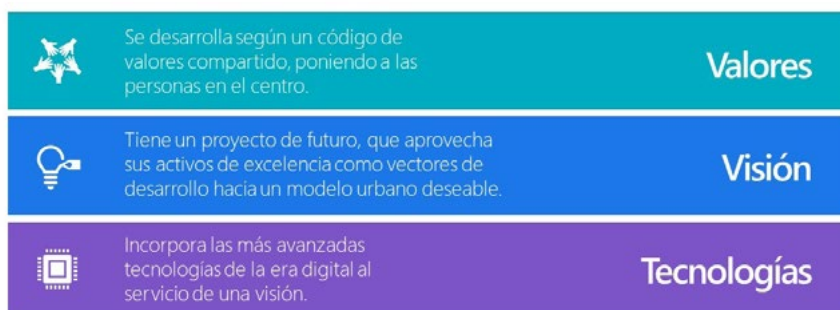 Se desarrolla según un código de
valores compartido, poniendo a las
personas en el centro.
Valores
Tiene un proyecto de futuro, que aprovecha
sus activos de excelencia como vectores de
desarrollo hacia un modelo urbano deseable.
Visión
Incorpora las más avanzadas
tecnologías de la era digital al
servicio de una visión.
Tecnologías